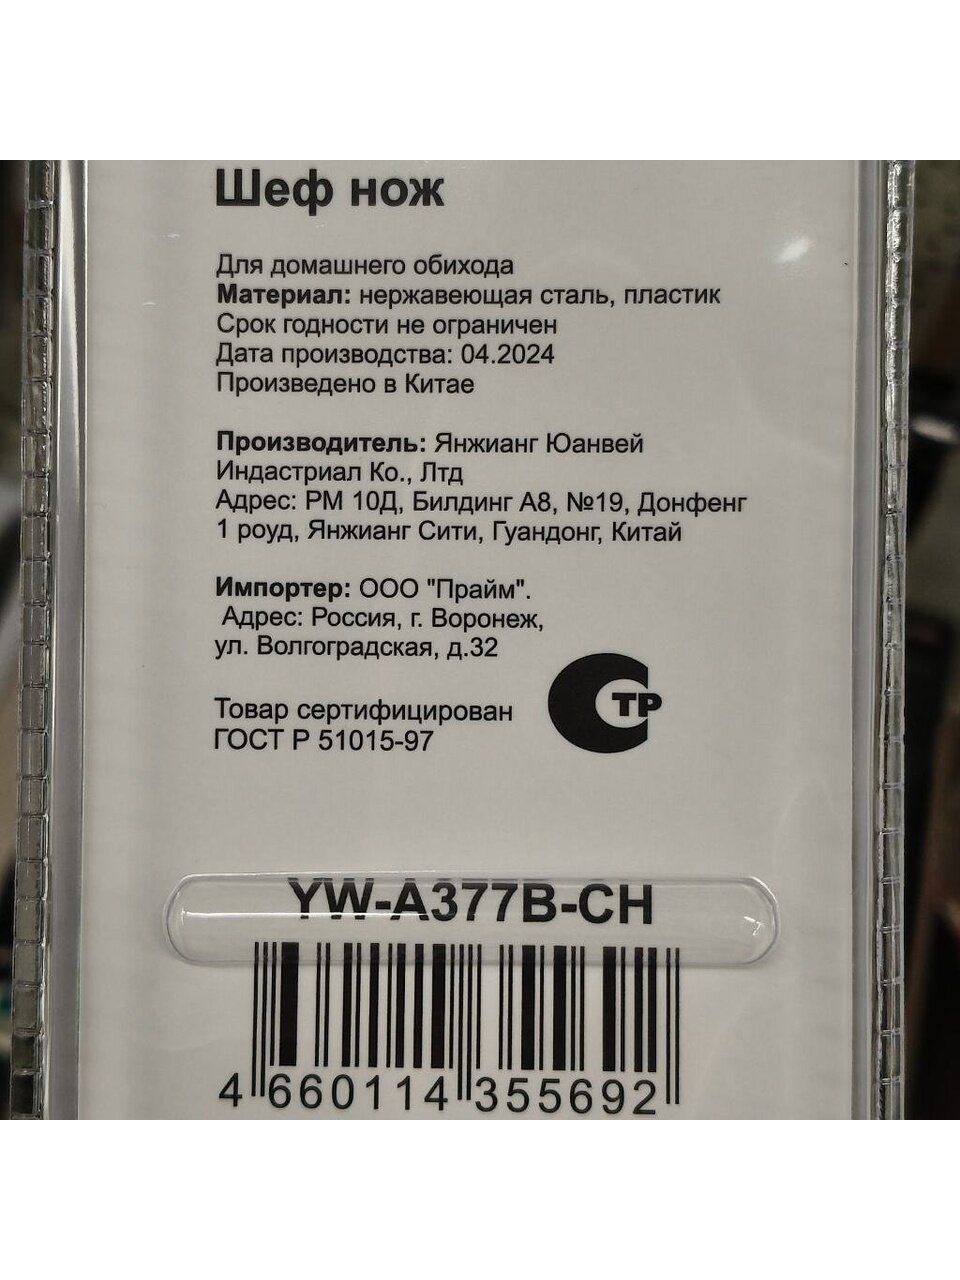 Шеф нож
Для домашнего обихода
Материал: нержавеющая сталь, пластик
Срок годности не ограничен
Дата производства: 04.2024
Произведено в Китае
Производитель: Янжианг Юанвей
Индастриал Ко., Лтд
Адрес: РМ 10Д, Билдинг А8, №19, Донфенг
1 роуд, Янжианг Сити, Гуандонг, Китай
Импортер: ООО "Прайм".
Адрес: Россия, г. Воронеж,
ул. Волгоградская, д.32
Товар сертифицирован
ГОСТ Р 51015-97
СТР
YW-A377B-CH
4 660114 355692